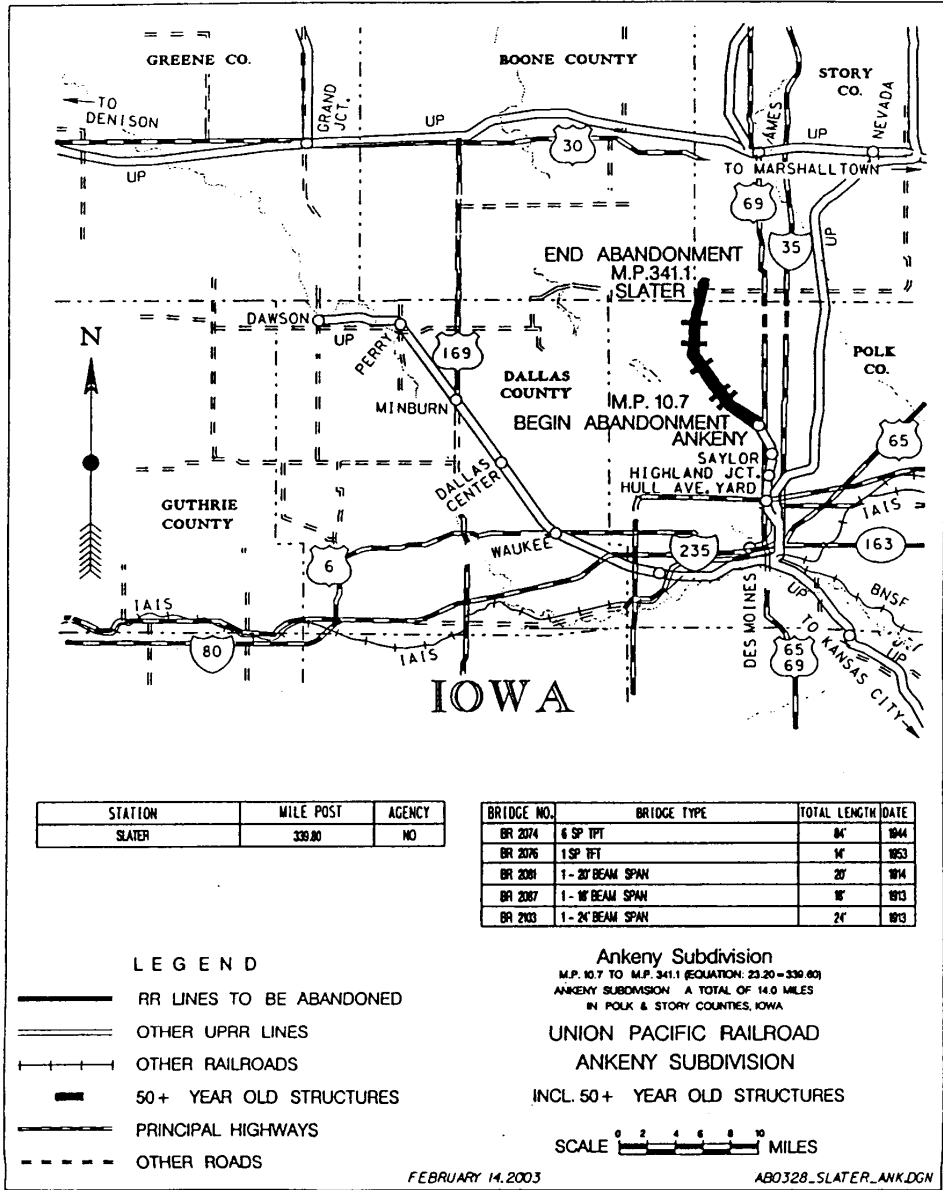 GREENE CO.
BOONE COUNTY
STORY
CO.
TO
DENISON
GRAND
JCT.
UP
UP
30
AMES
UP
NEVADA
TO MARSHALLTOWN
69
35
UP
END ABANDONMENT
M.P.341.1
SLATER
N
DAWSON
UP
PERRY
169
MINBURN
DALLAS
COUNTY
POLK
CO.
M.P. 10.7
BEGIN ABANDONMENT
ANKENY
SAYLOR
HIGHLAND JCT.
HULL AVE. YARD
65
DALLAS
CENTER
GUTHRIE
COUNTY
IAIS
WAUKEE
235
163
6
IAIS
80
IAIS
DES MOINES
UP
BNSF
TO KANSAS CITY
UP
65
69
IOWA
STATION MILE POST AGENCY
SLATER 339.80 NO
BRIDGE NO. BRIDGE TYPE TOTAL LENGTH DATE
BR 2074 6 SP TPT 84' 1944
BR 2076 1 SP TFT 14' 1953
BR 2081 1 - 20' BEAM SPAN 20' 1914
BR 2087 1 - 16' BEAM SPAN 16' 1913
BR 2103 1 - 24' BEAM SPAN 24' 1913
LEGEND
RR LINES TO BE ABANDONED
OTHER UPRR LINES
OTHER RAILROADS
50+ YEAR OLD STRUCTURES
PRINCIPAL HIGHWAYS
OTHER ROADS
Ankeny Subdivision
M.P. 10.7 TO M.P. 341.1 (EQUATION: 23.20 = 339.60)
ANKENY SUBDIVISION A TOTAL OF 14.0 MILES
IN POLK & STORY COUNTIES, IOWA
UNION PACIFIC RAILROAD
ANKENY SUBDIVISION
INCL. 50+ YEAR OLD STRUCTURES
SCALE 0 2 4 6 8 10 MILES
FEBRUARY 14.2003
AB0328_SLATER_ANK.DGN